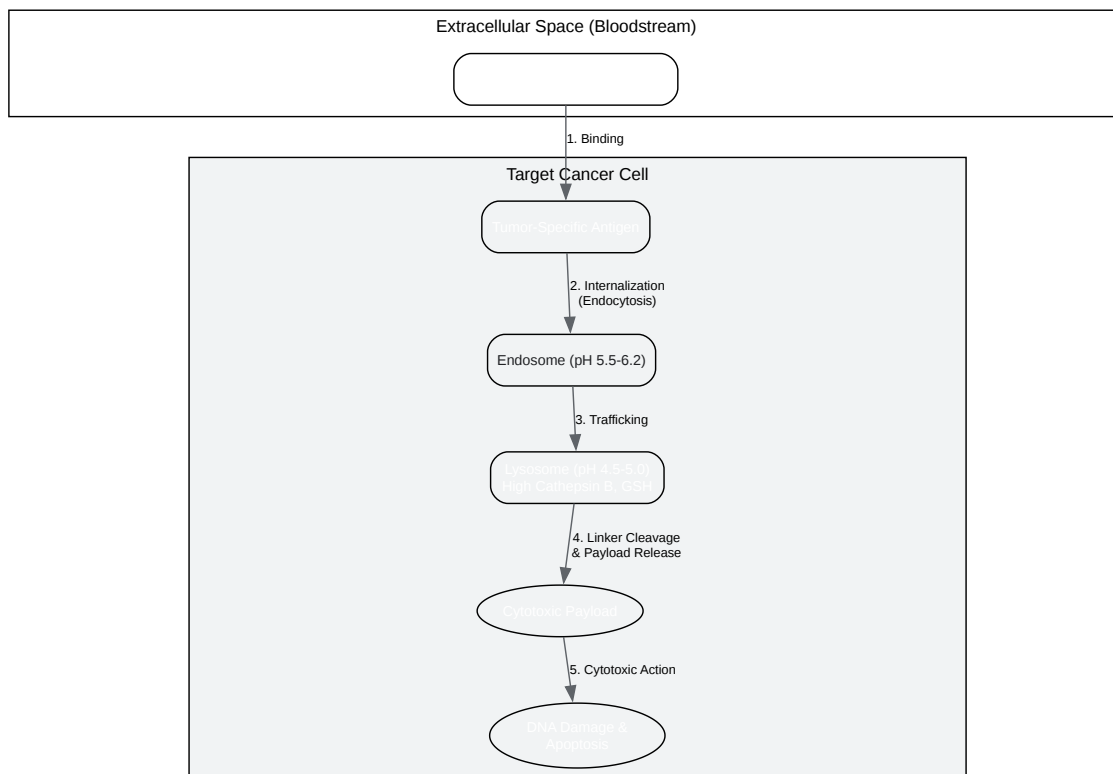 Extracellular Space (Bloodstream)
1. Binding
Target Cancer Cell
Tumor-Specific Antigen
2. Internalization
(Endocytosis)
Endosome (pH 5.5-6.2)
3. Trafficking
Lysosome (pH 4.5-5.0)
High Cathepsin B, GSH
4. Linker Cleavage
& Payload Release
Cytotoxic Payload
5. Cytotoxic Action
DNA Damage &
Apoptosis